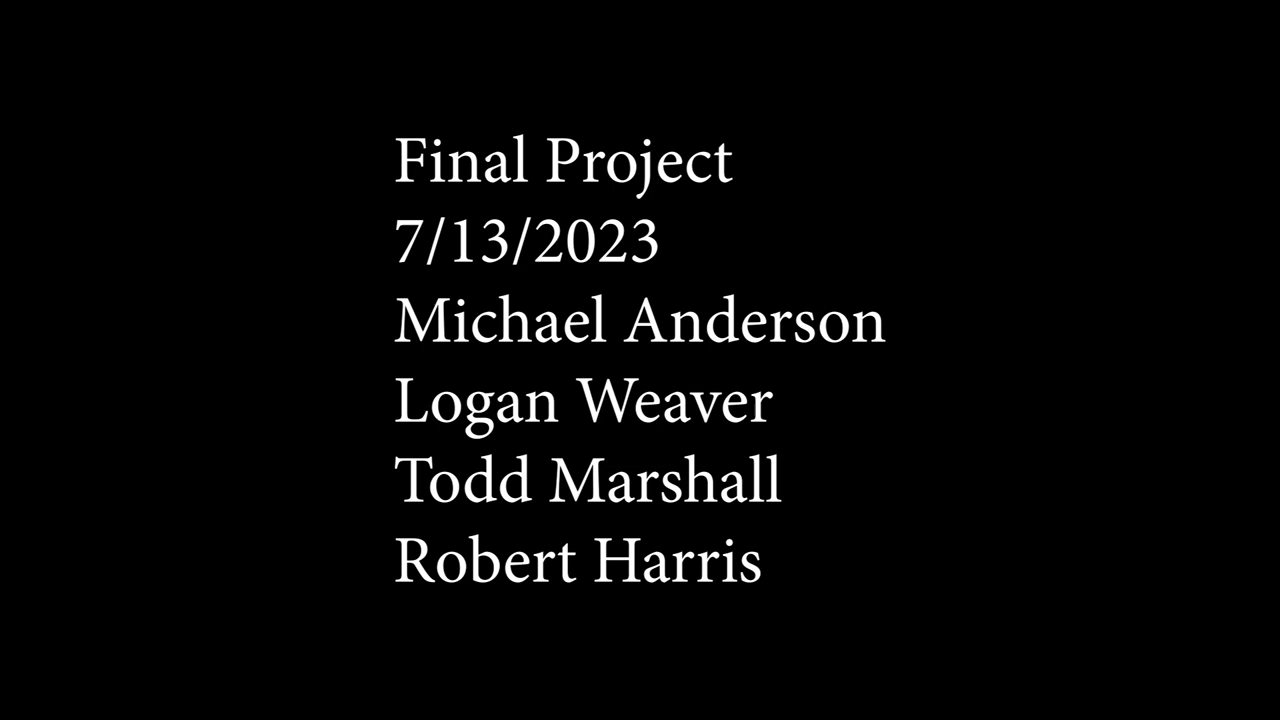 Final Project
7/13/2023
Michael Anderson
Logan Weaver
Todd Marshall
Robert Harris